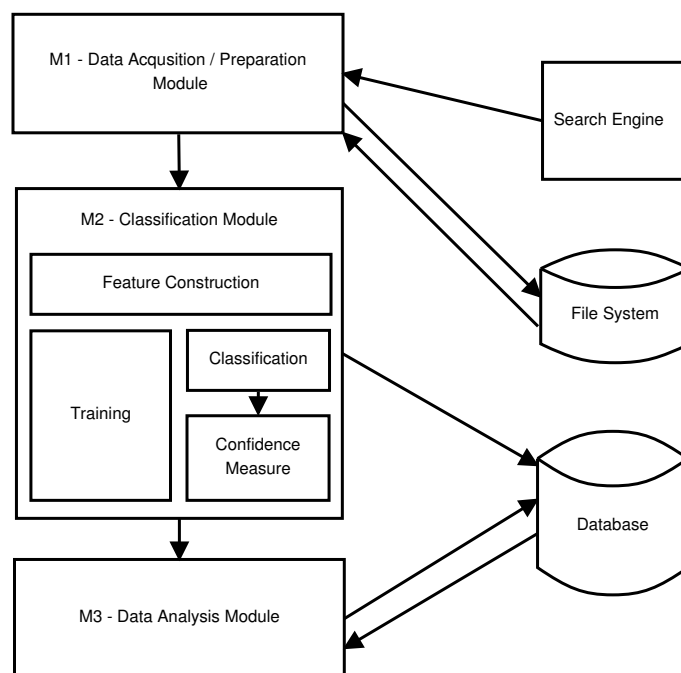 M1 - Data Acqusition / Preparation
Module
Search Engine
M2 - Classification Module
Feature Construction
File System
Classification
Training
Confidence
Measure
Database
M3 - Data Analysis Module